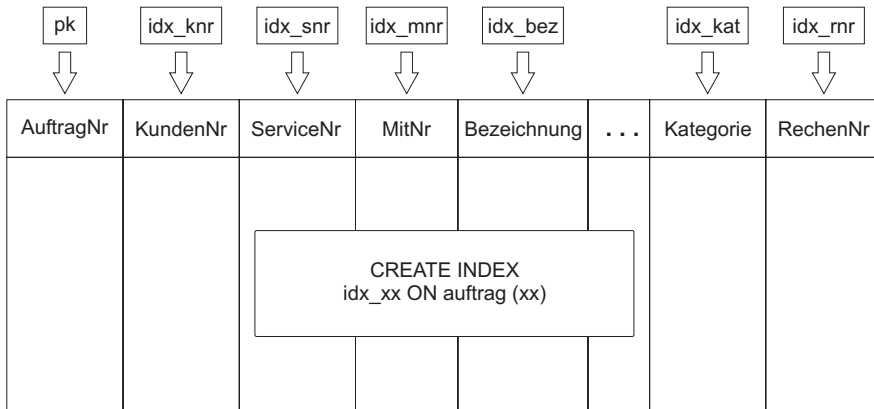 pk idx_knr idx_snr idx_mnr idx_bez idx_kat idx_rnr
AuftragNr KundenNr ServiceNr MitNr Bezeichnung ... Kategorie RechenNr
CREATE INDEX
idx_xx ON auftrag (xx)